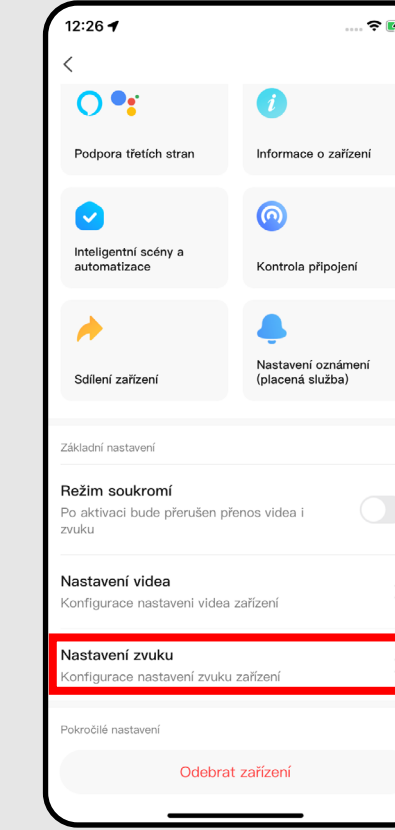 12:26
Podpora třetích stran
Informace o zařízení
Inteligentní scény a
automatizace
Kontrola připojení
Sdílení zařízení
Nastavení oznámení
(placená služba)
Základní nastavení
Režim soukromí
Po aktivaci bude přerušen přenos videa i
zvuku
Nastavení videa
Konfigurace nastaveni videa zařízení
Nastavení zvuku
Konfigurace nastavení zvuku zařízení
Pokročilé nastavení
Odebrat zařízení